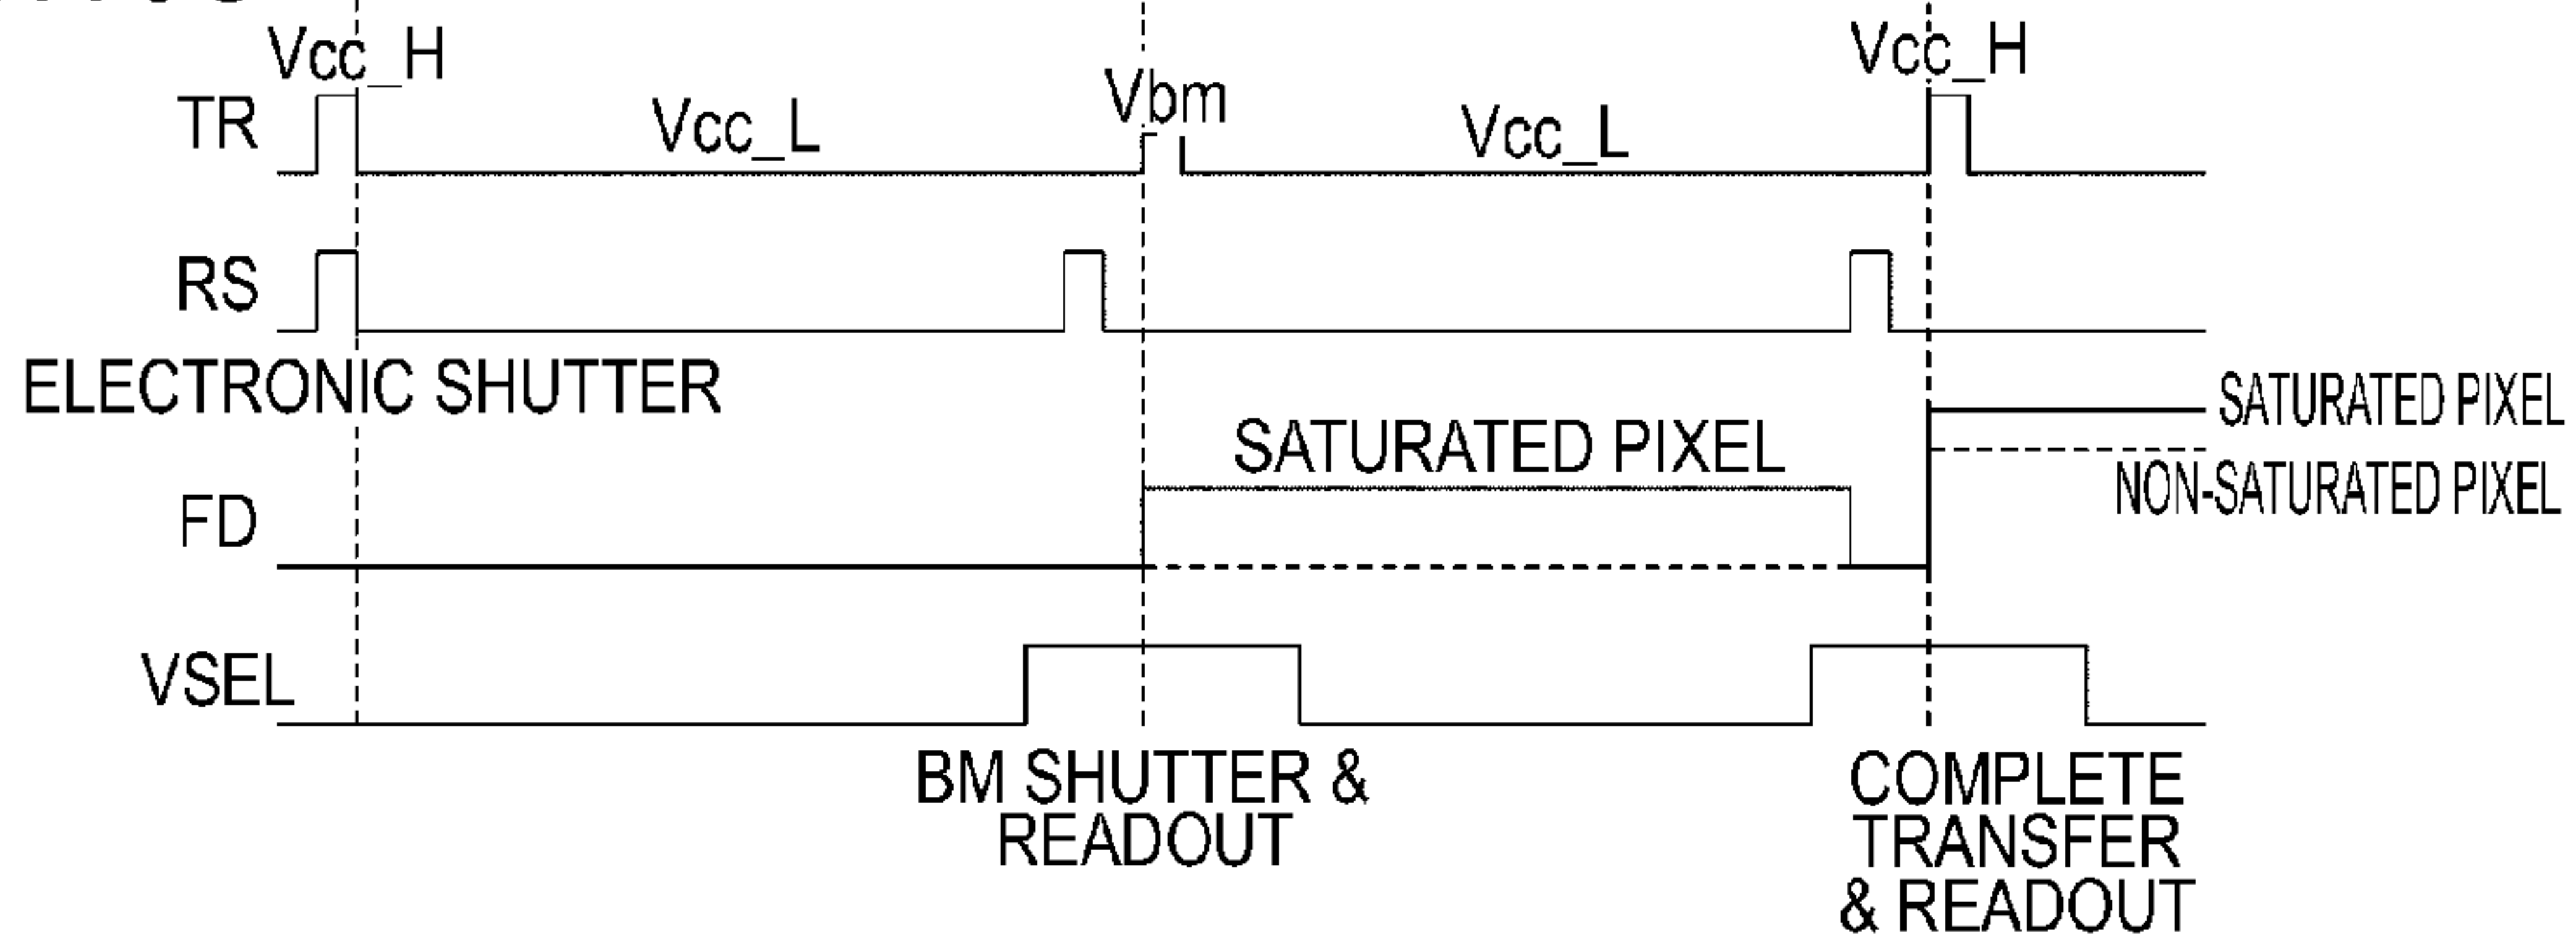 Vcc_H
Vcc_H
Vbm
TR
Vcc_L
Vcc_L
RS
ELECTRONIC SHUTTER
SATURATED PIXEL
SATURATED PIXEL
NON-SATURATED PIXEL
FD
VSEL
BM SHUTTER &
READOUT
COMPLETE
TRANSFER
& READOUT